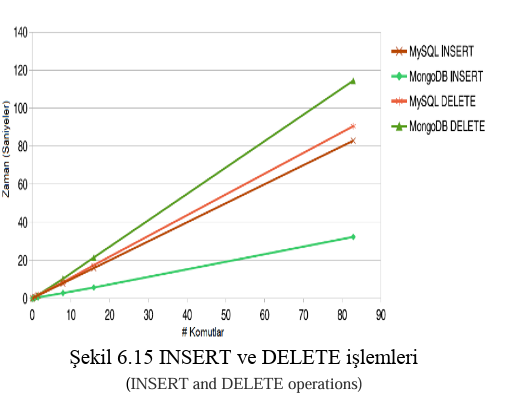 140
120
100
80
60
40
20
0
Zaman (Saniyeler)
0 10 20 30 40 50 60 70 80 90
# Komutlar
MySQL INSERT
MongoDB INSERT
MySQL DELETE
MongoDB DELETE
Şekil 6.15 INSERT ve DELETE işlemleri
(INSERT and DELETE operations)